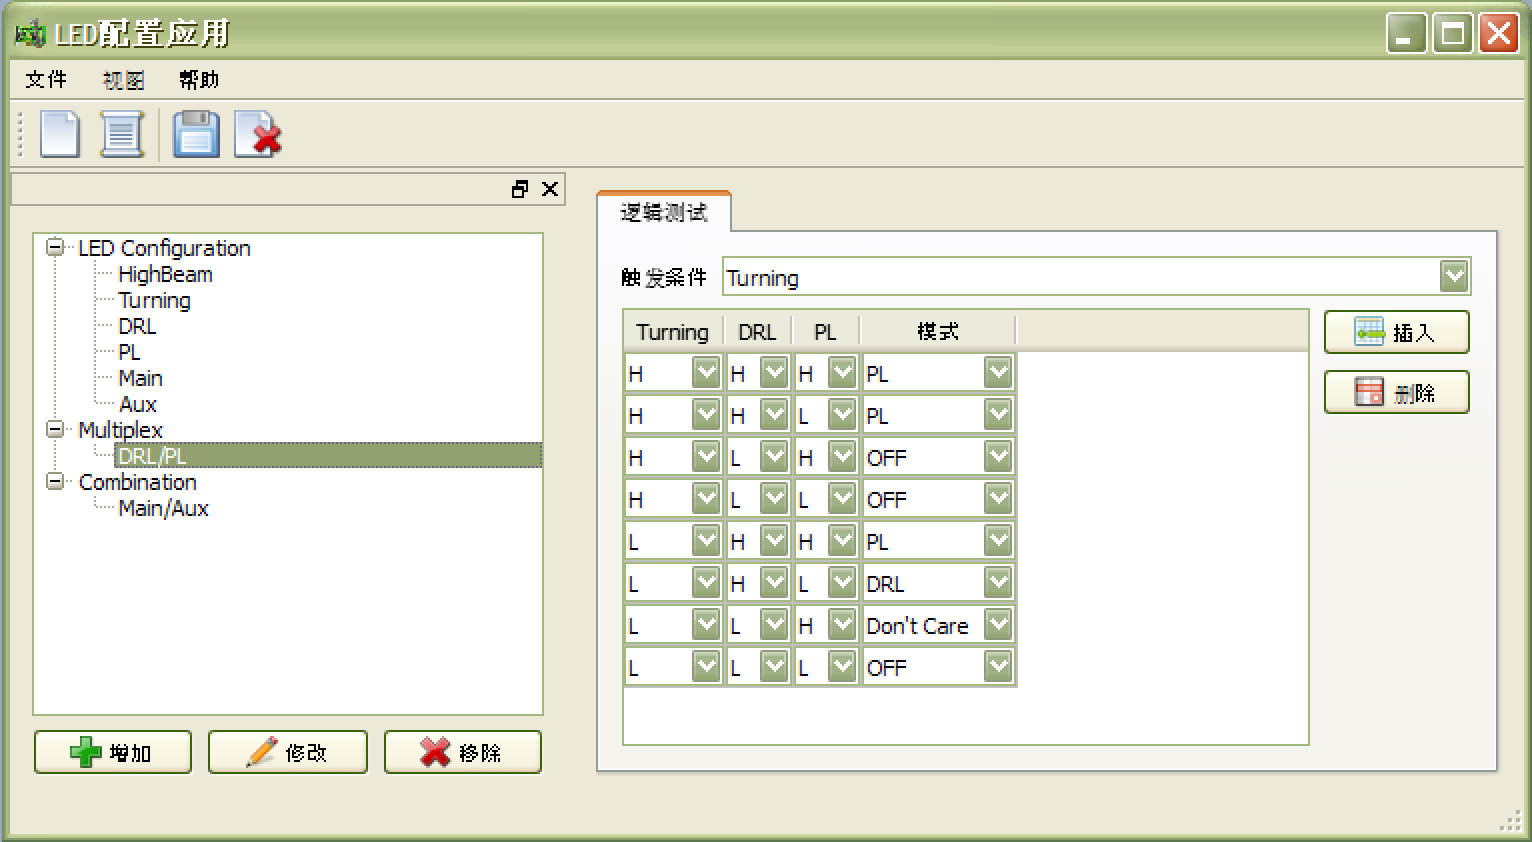 LED配置应用
文件 视图 帮助
LED Configuration
HighBeam
Turning
DRL
PL
Main
Aux
Multiplex
DRL/PL
Combination
Main/Aux
增加 修改 移除
逻辑测试
触发条件 Turning
Turning DRL PL 模式
H H H PL
H H L PL
H L H OFF
H L L OFF
L H H PL
L H L DRL
L L H Don't Care
L L L OFF
插入
删除